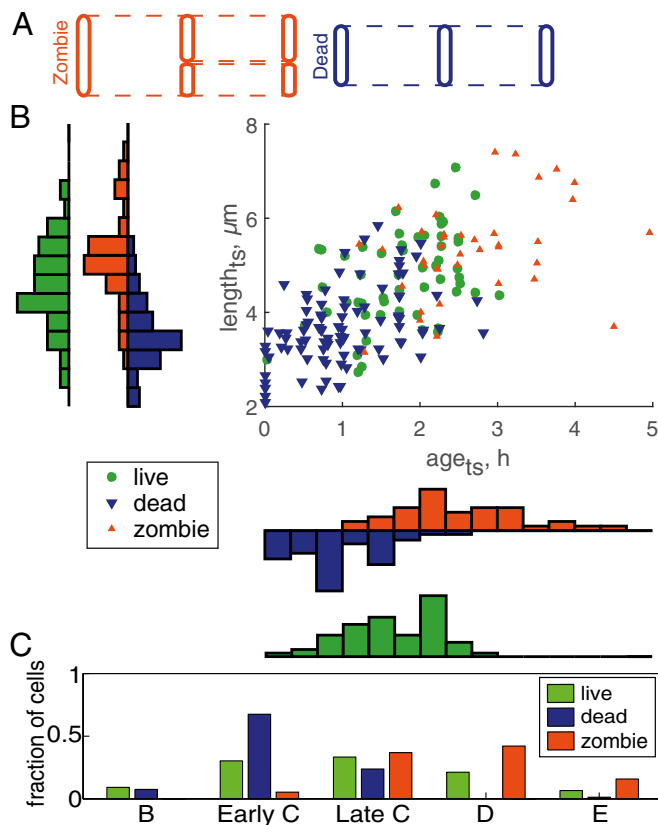 A
Zombie
Dead
B
length_ts, µm
8
6
4
2
0 1 2 3 4 5
age_ts, h
live
dead
zombie
C
fraction of cells
1
0.5
0
live
dead
zombie
B Early C Late C D E